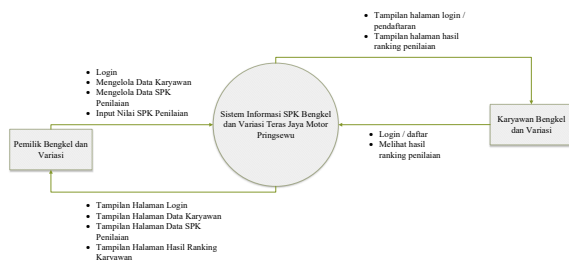 • Tampilan halaman login /
pendaftaran
• Tampilan halaman hasil
ranking penilaian
• Login
• Mengelola Data Karyawan
• Mengelola Data SPK
Penilaian
• Input Nilai SPK Penilaian
Sistem Informasi SPK Bengkel
dan Variasi Teras Jaya Motor
Pringsewu
Karyawan Bengkel
dan Variasi
• Login / daftar
• Melihat hasil
ranking penilaian
Pemilik Bengkel dan
Variasi
• Tampilan Halaman Login
• Tampilan Halaman Data Karyawan
• Tampilan Halaman Data SPK
Penilaian
• Tampilan Halaman Hasil Ranking
Karyawan